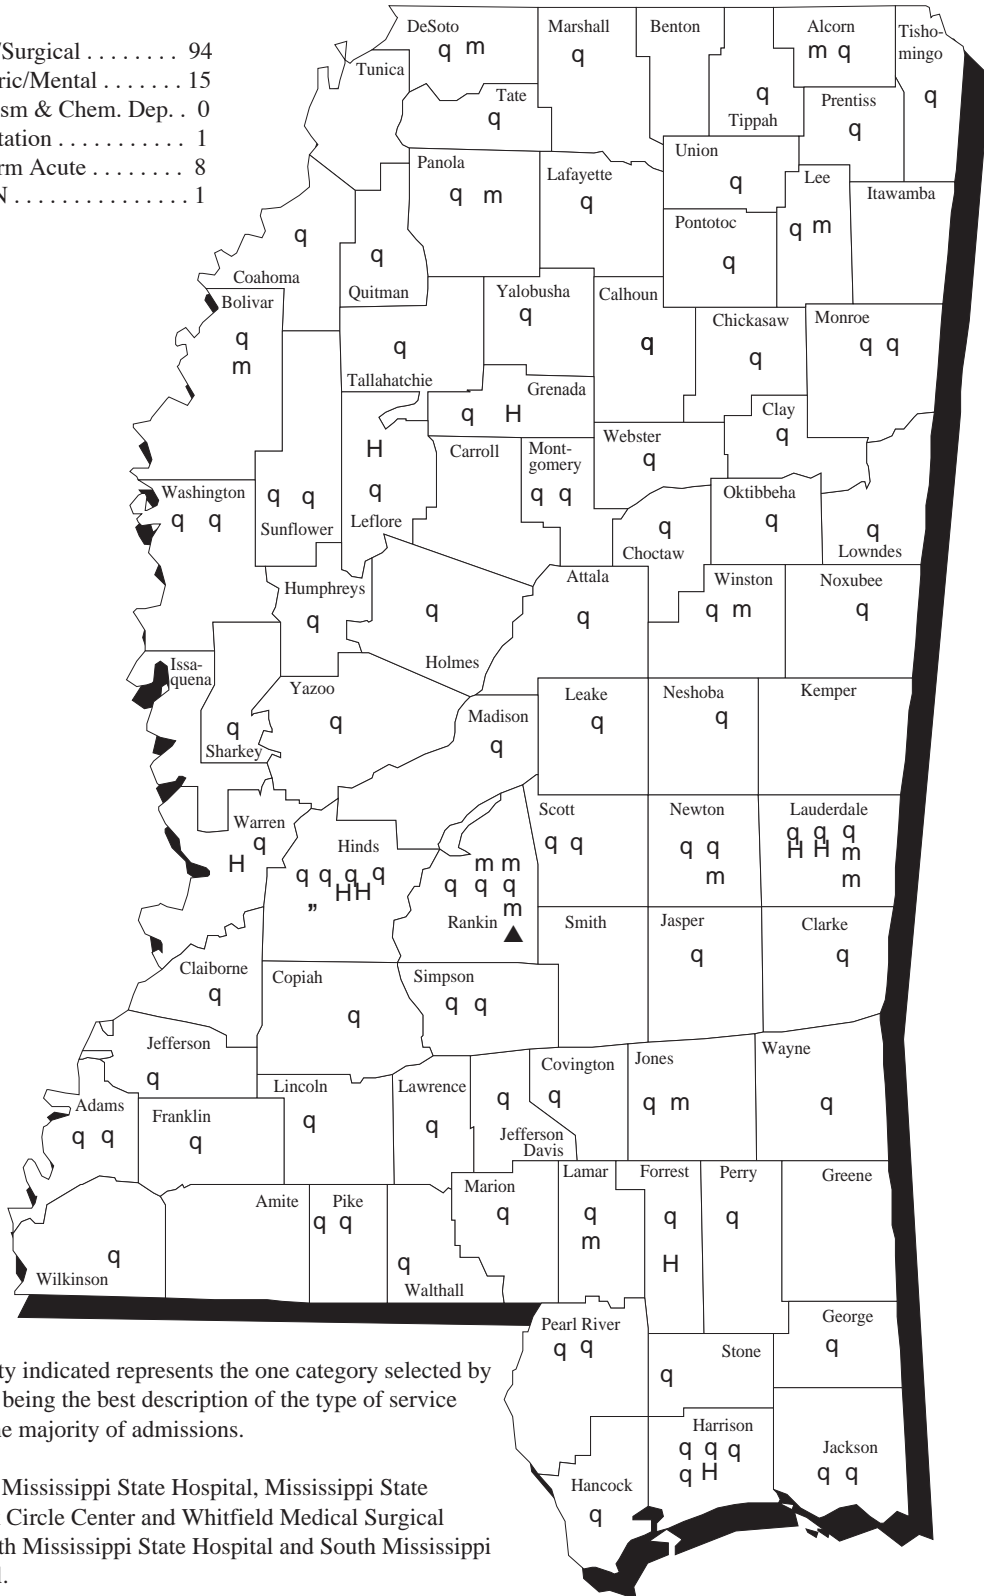 DeSoto
q m
Marshall
q
Benton
Alcorn
m q
Tisho-
mingo
q
/Surgical . . . . . . . . 94
ric/Mental . . . . . . . 15
sm & Chem. Dep. . 0
tation . . . . . . . . . . . 1
rm Acute . . . . . . . . 8
N . . . . . . . . . . . . . . . 1
Tunica
Tate
q
q
Tippah
Prentiss
q
Panola
q m
Lafayette
q
Union
q
Lee
q m
Itawamba
Pontotoc
q
q
Coahoma
q
Quitman
Bolivar
q
m
Yalobusha
q
Calhoun
q
Chickasaw
q
Monroe
q q
q
Tallahatchie
Grenada
q H
Clay
q
H
q
Leflore
Carroll
Mont-
gomery
q q
Webster
q
Washington
q q
q q
Sunflower
Oktibbeha
q
q
Choctaw
q
Lowndes
Humphreys
q
q
Holmes
Attala
q
Winston
q m
Noxubee
q
Issa-
quena
q
Sharkey
Yazoo
q
Madison
q
Leake
q
Neshoba
q
Kemper
Warren
q
H
Hinds
q q q q
HH
„
m m
q q q
m
Rankin
Scott
q q
Newton
q q
m
Lauderdale
q q q
H H m
m
Smith
Jasper
q
Clarke
q
Claiborne
q
Copiah
q
Simpson
q q
Jefferson
q
Lincoln
q
Lawrence
q
q
Jefferson
Davis
Covington
q
Jones
q m
Wayne
q
Adams
q q
Franklin
q
q
Wilkinson
Amite
Pike
q q
q
Walthall
Marion
q
Lamar
q
m
Forrest
q
H
Perry
q
Greene
Pearl River
q q
Stone
q
George
q
ty indicated represents the one category selected by
being the best description of the type of service
e majority of admissions.
Harrison
q q q
q H
Jackson
q q
Hancock
q
Mississippi State Hospital, Mississippi State
Circle Center and Whitfield Medical Surgical
th Mississippi State Hospital and South Mississippi
l.